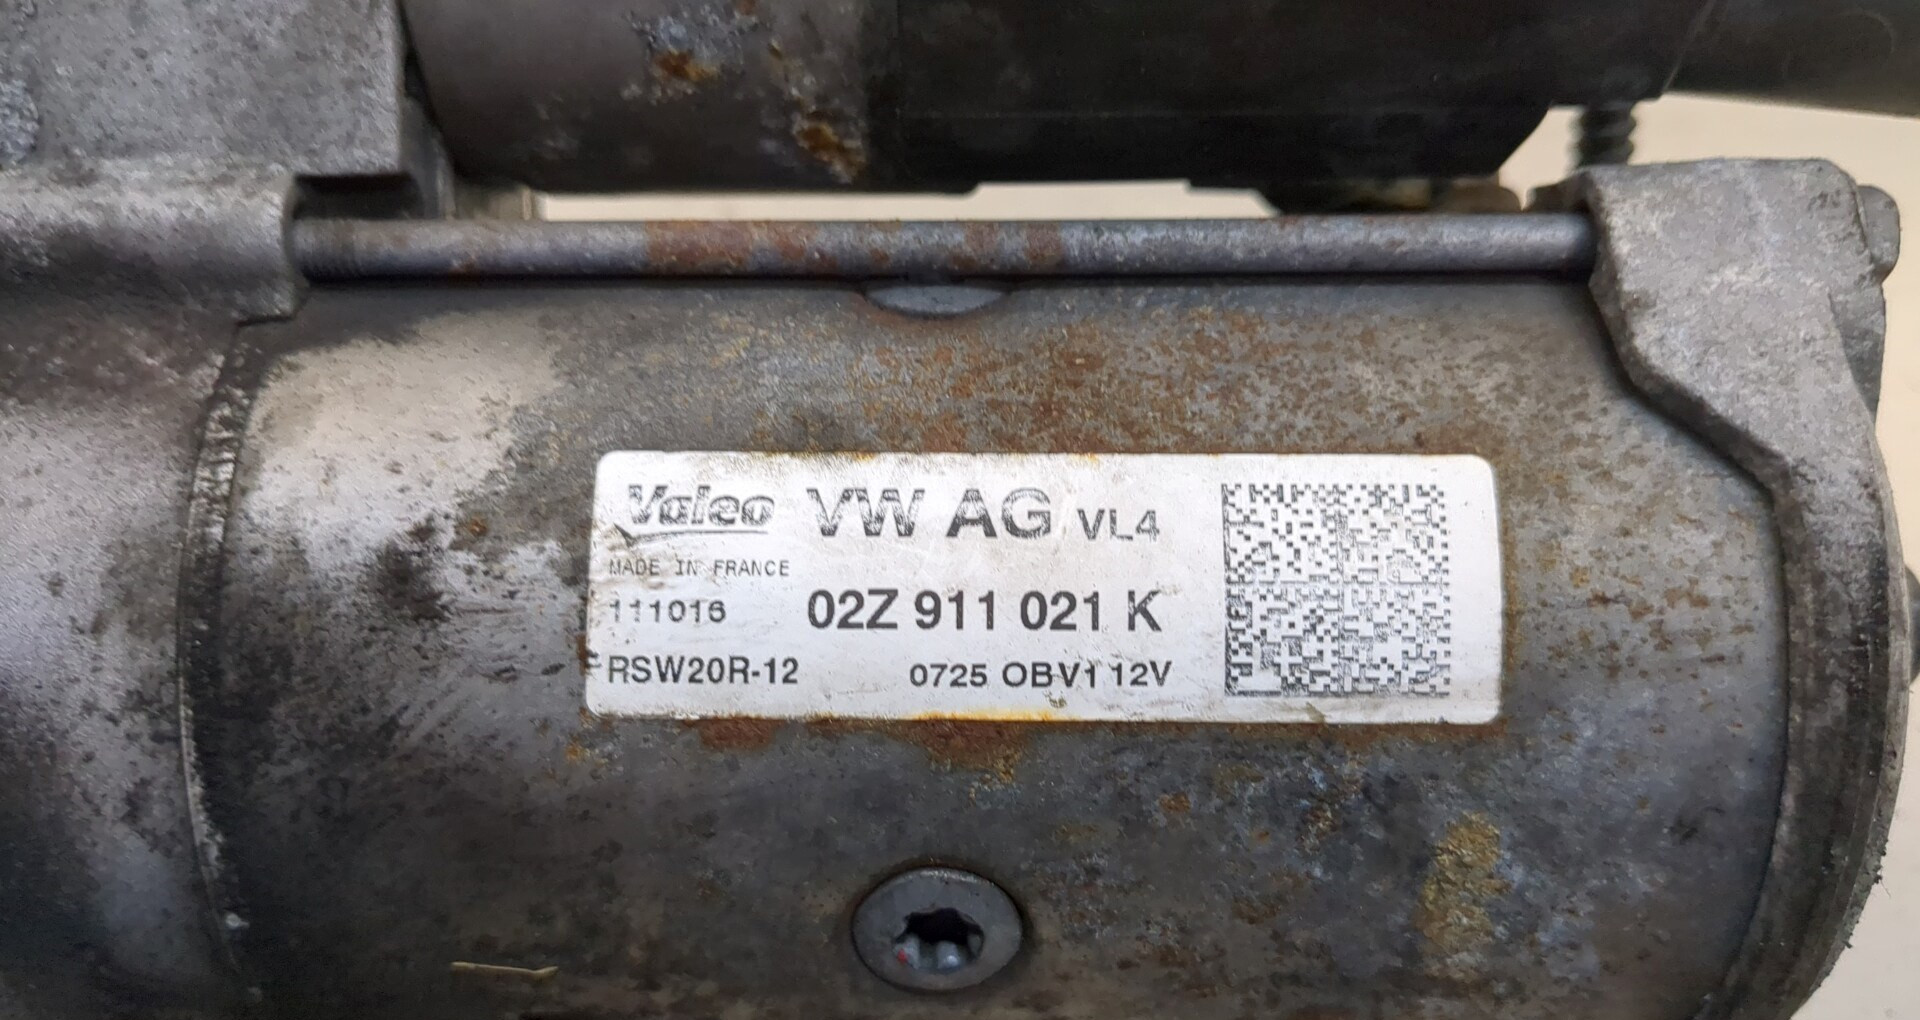 Valeo VW AG VL4
MADE IN FRANCE
111016 02Z 911 021 K
RSW20R-12 0725 OBV1 12V